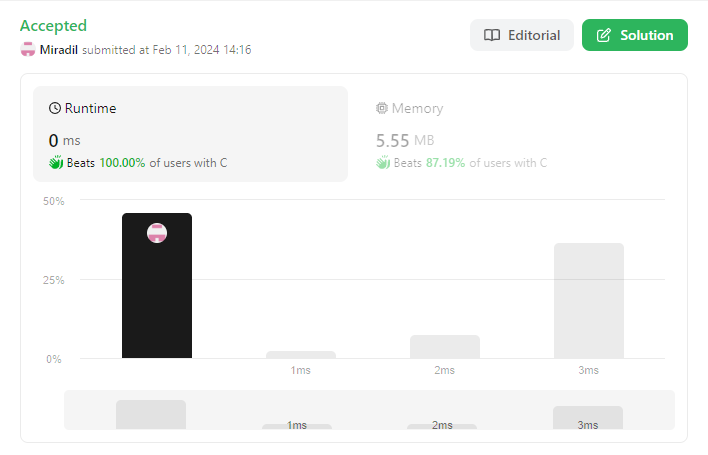 Accepted
Miradil submitted at Feb 11, 2024 14:16
Editorial
Solution
Runtime
0 ms
Beats 100.00% of users with C
Memory
5.55 MB
Beats 87.19% of users with C
50%
25%
0%
1ms 2ms 3ms
1ms 2ms 3ms